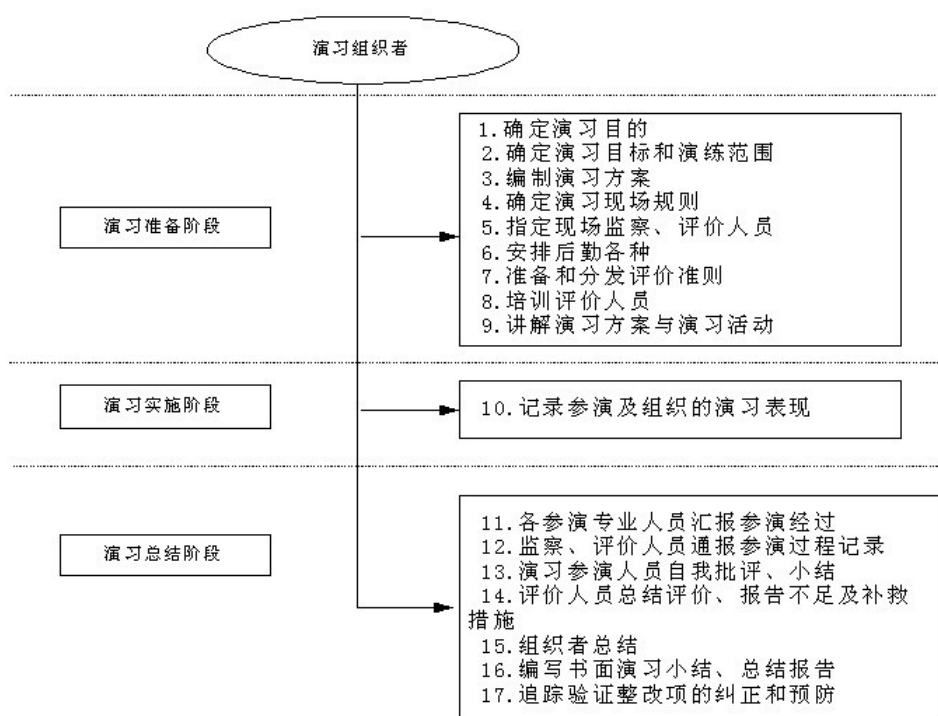 演习组织者
演习准备阶段
1.确定演习目的
2.确定演习目标和演练范围
3.编制演习方案
4.确定演习现场规则
5.指定现场监察、评价人员
6.安排后勤各种
7.准备和分发评价准则
8.培训评价人员
9.讲解演习方案与演习活动
演习实施阶段
10.记录参演及组织的演习表现
演习总结阶段
11.各参演专业人员汇报参演经过
12.监察、评价人员通报参演过程记录
13.演习参演人员自我批评、小结
14.评价人员总结评价、报告不足及补救
措施
15.组织者总结
16.编写书面演习小结、总结报告
17.追踪验证整改项的纠正和预防